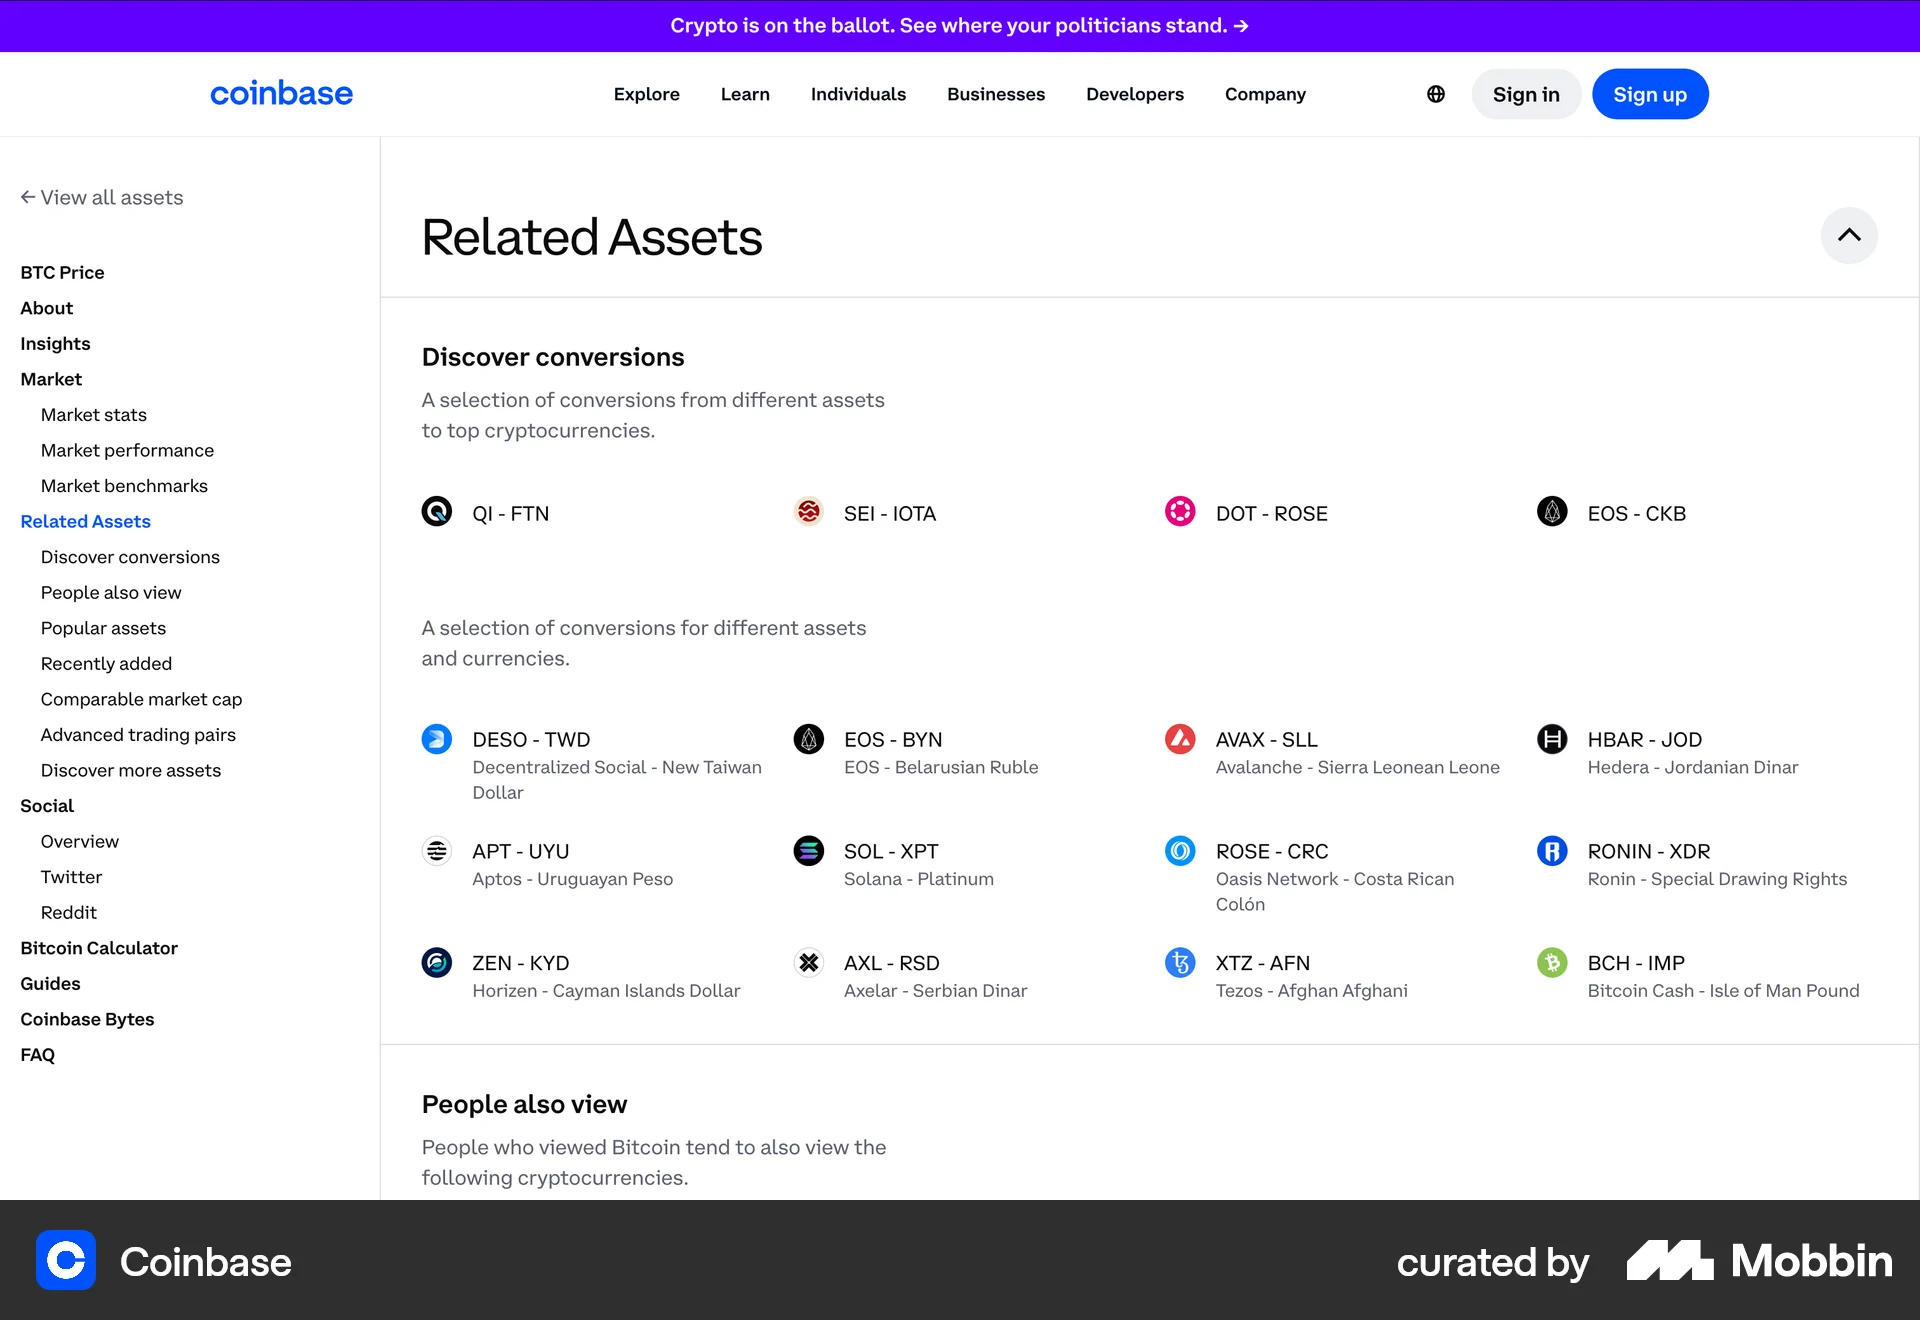 Crypto is on the ballot. See where your politicians stand. →
coinbase
Explore
Learn
Individuals
Businesses
Developers
Company
Sign in
Sign up
← View all assets
BTC Price
About
Insights
Market
Market stats
Market performance
Market benchmarks
Related Assets
Discover conversions
People also view
Popular assets
Recently added
Comparable market cap
Advanced trading pairs
Discover more assets
Social
Overview
Twitter
Reddit
Bitcoin Calculator
Guides
Coinbase Bytes
FAQ
Related Assets
Discover conversions
A selection of conversions from different assets
to top cryptocurrencies.
QI - FTN
SEI - IOTA
DOT - ROSE
EOS - CKB
A selection of conversions for different assets
and currencies.
DESO - TWD
Decentralized Social - New Taiwan
Dollar
EOS - BYN
EOS - Belarusian Ruble
AVAX - SLL
Avalanche - Sierra Leonean Leone
HBAR - JOD
Hedera - Jordanian Dinar
APT - UYU
Aptos - Uruguayan Peso
SOL - XPT
Solana - Platinum
ROSE - CRC
Oasis Network - Costa Rican
Colón
RONIN - XDR
Ronin - Special Drawing Rights
ZEN - KYD
Horizen - Cayman Islands Dollar
AXL - RSD
Axelar - Serbian Dinar
XTZ - AFN
Tezos - Afghan Afghani
BCH - IMP
Bitcoin Cash - Isle of Man Pound
People also view
People who viewed Bitcoin tend to also view the
following cryptocurrencies.
Coinbase
curated by
Mobbin